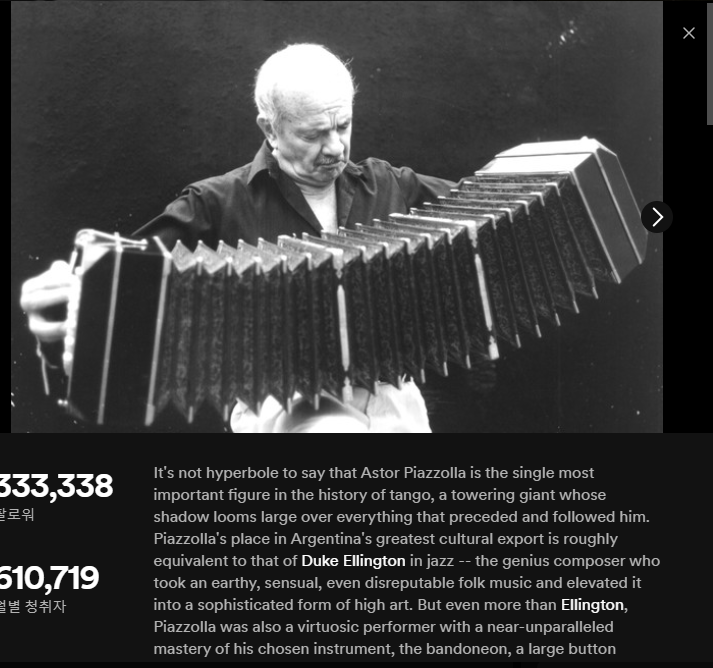 333,338
팔로워
610,719
월별 청취자
It's not hyperbole to say that Astor Piazzolla is the single most
important figure in the history of tango, a towering giant whose
shadow looms large over everything that preceded and followed him.
Piazzolla's place in Argentina's greatest cultural export is roughly
equivalent to that of Duke Ellington in jazz -- the genius composer who
took an earthy, sensual, even disreputable folk music and elevated it
into a sophisticated form of high art. But even more than Ellington,
Piazzolla was also a virtuosic performer with a near-unparalleled
mastery of his chosen instrument, the bandoneon, a large button